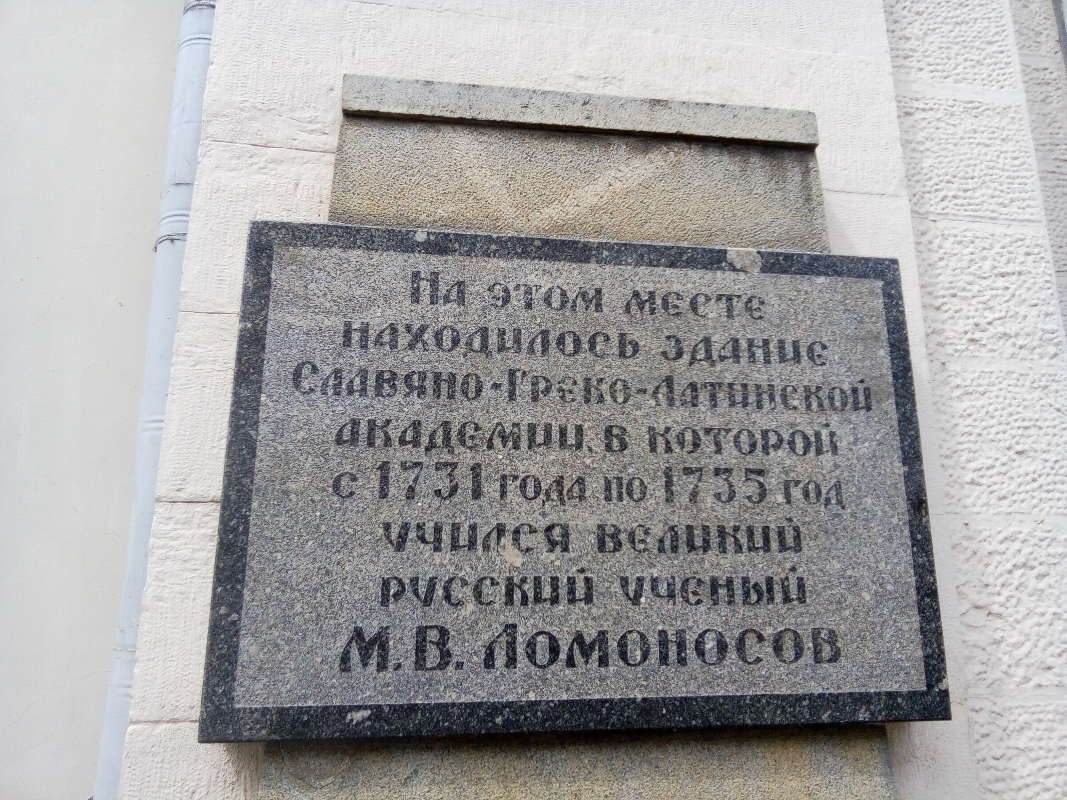 На этом месте
находилось здание
Славяно-Греко-Латинской
академии, в которой
с 1731 года по 1735 год
учился великий
русский ученый
М. В. Ломоносов